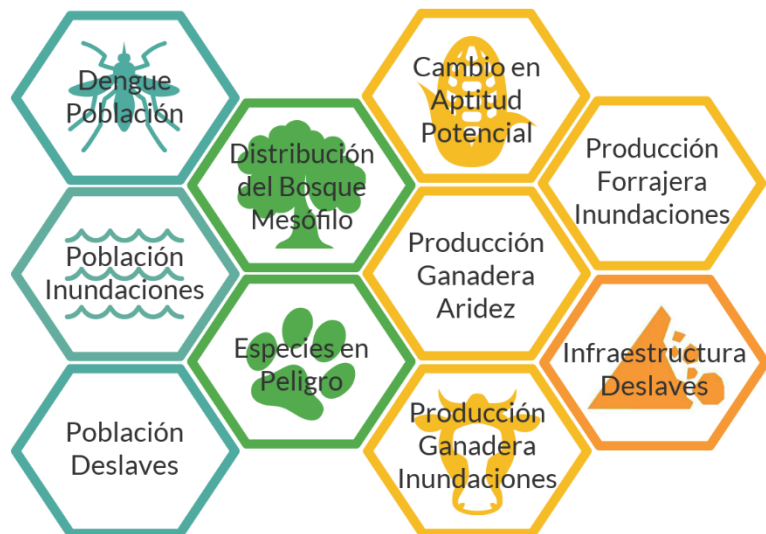 Dengue
Población
Población
Inundaciones
Población
Deslaves
Distribución
del Bosque
Mesófilo
Especies en
Peligro
Cambio en
Aptitud
Potencial
Producción
Ganadera
Aridez
Producción
Ganadera
Inundaciones
Producción
Forrajera
Inundaciones
Infraestructura
Deslaves